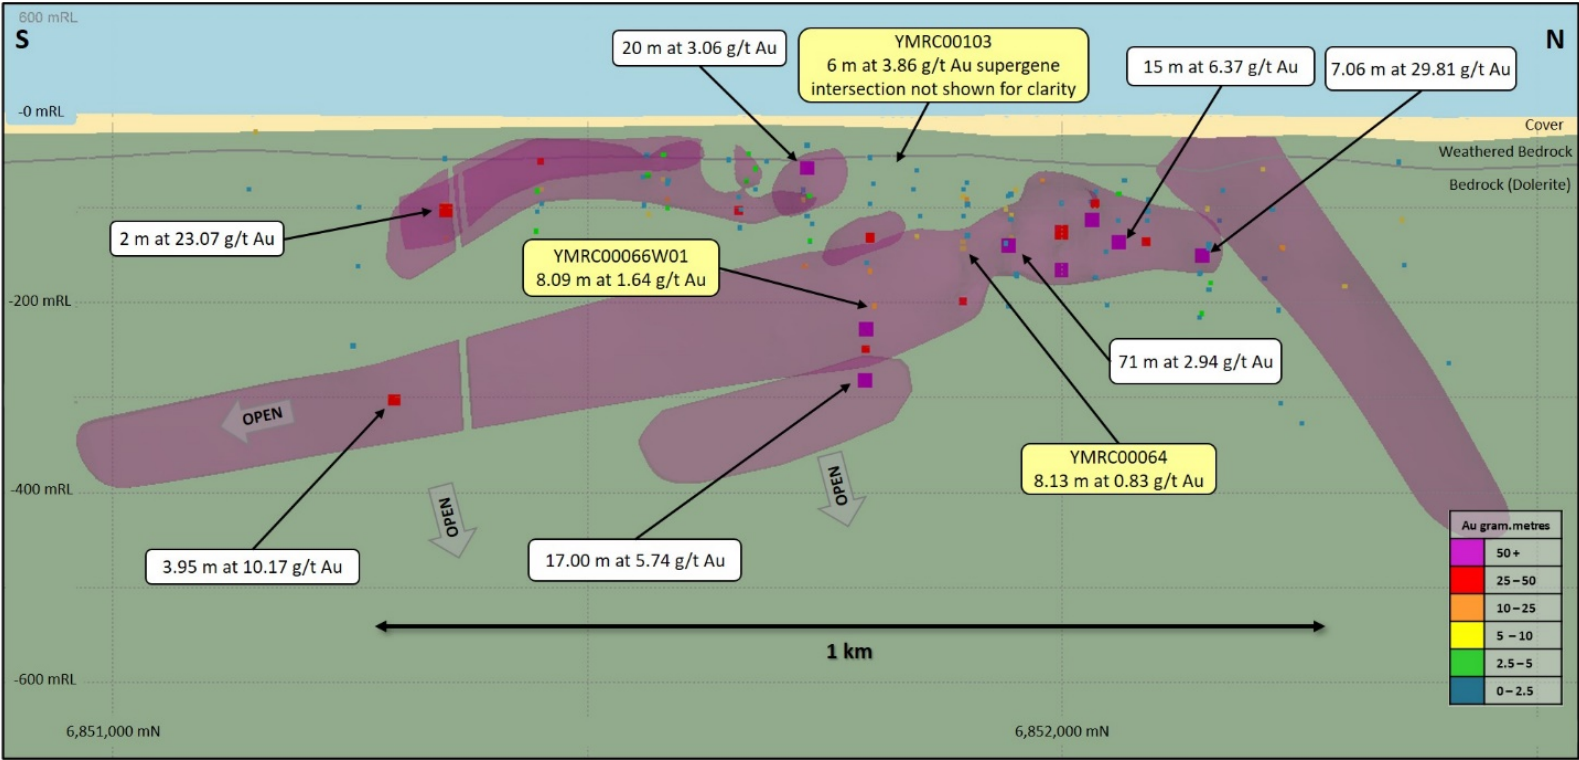 600 mRL
S
N
20 m at 3.06 g/t Au
YMRC00103
6 m at 3.86 g/t Au supergene
intersection not shown for clarity
15 m at 6.37 g/t Au
7.06 m at 29.81 g/t Au
-0 mRL
Cover
Weathered Bedrock
Bedrock (Dolerite)
2 m at 23.07 g/t Au
YMRC00066W01
8.09 m at 1.64 g/t Au
-200 mRL
71 m at 2.94 g/t Au
OPEN
YMRC00064
8.13 m at 0.83 g/t Au
-400 mRL
OPEN
OPEN
3.95 m at 10.17 g/t Au
17.00 m at 5.74 g/t Au
Au gram.metres
50+
25–50
10–25
5 –10
2.5–5
0–2.5
1 km
-600 mRL
6,851,000 mN
6,852,000 mN